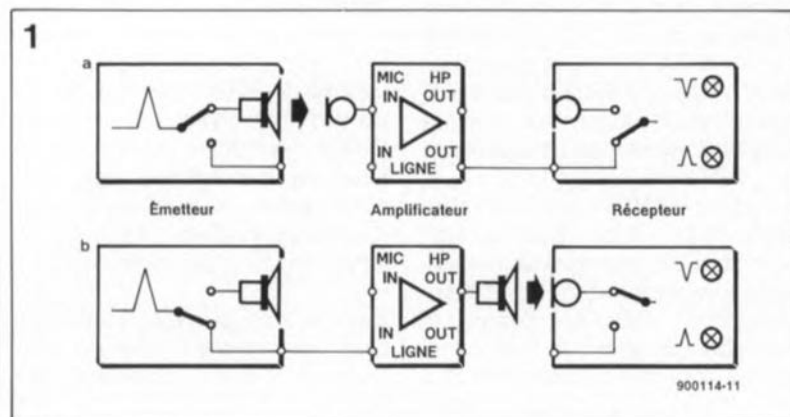 1
a
MIC HP
IN OUT
IN OUT
LIGNE
Émetteur
Amplificateur
Récepteur
b
MIC HP
IN OUT
IN OUT
LIGNE
900114-11